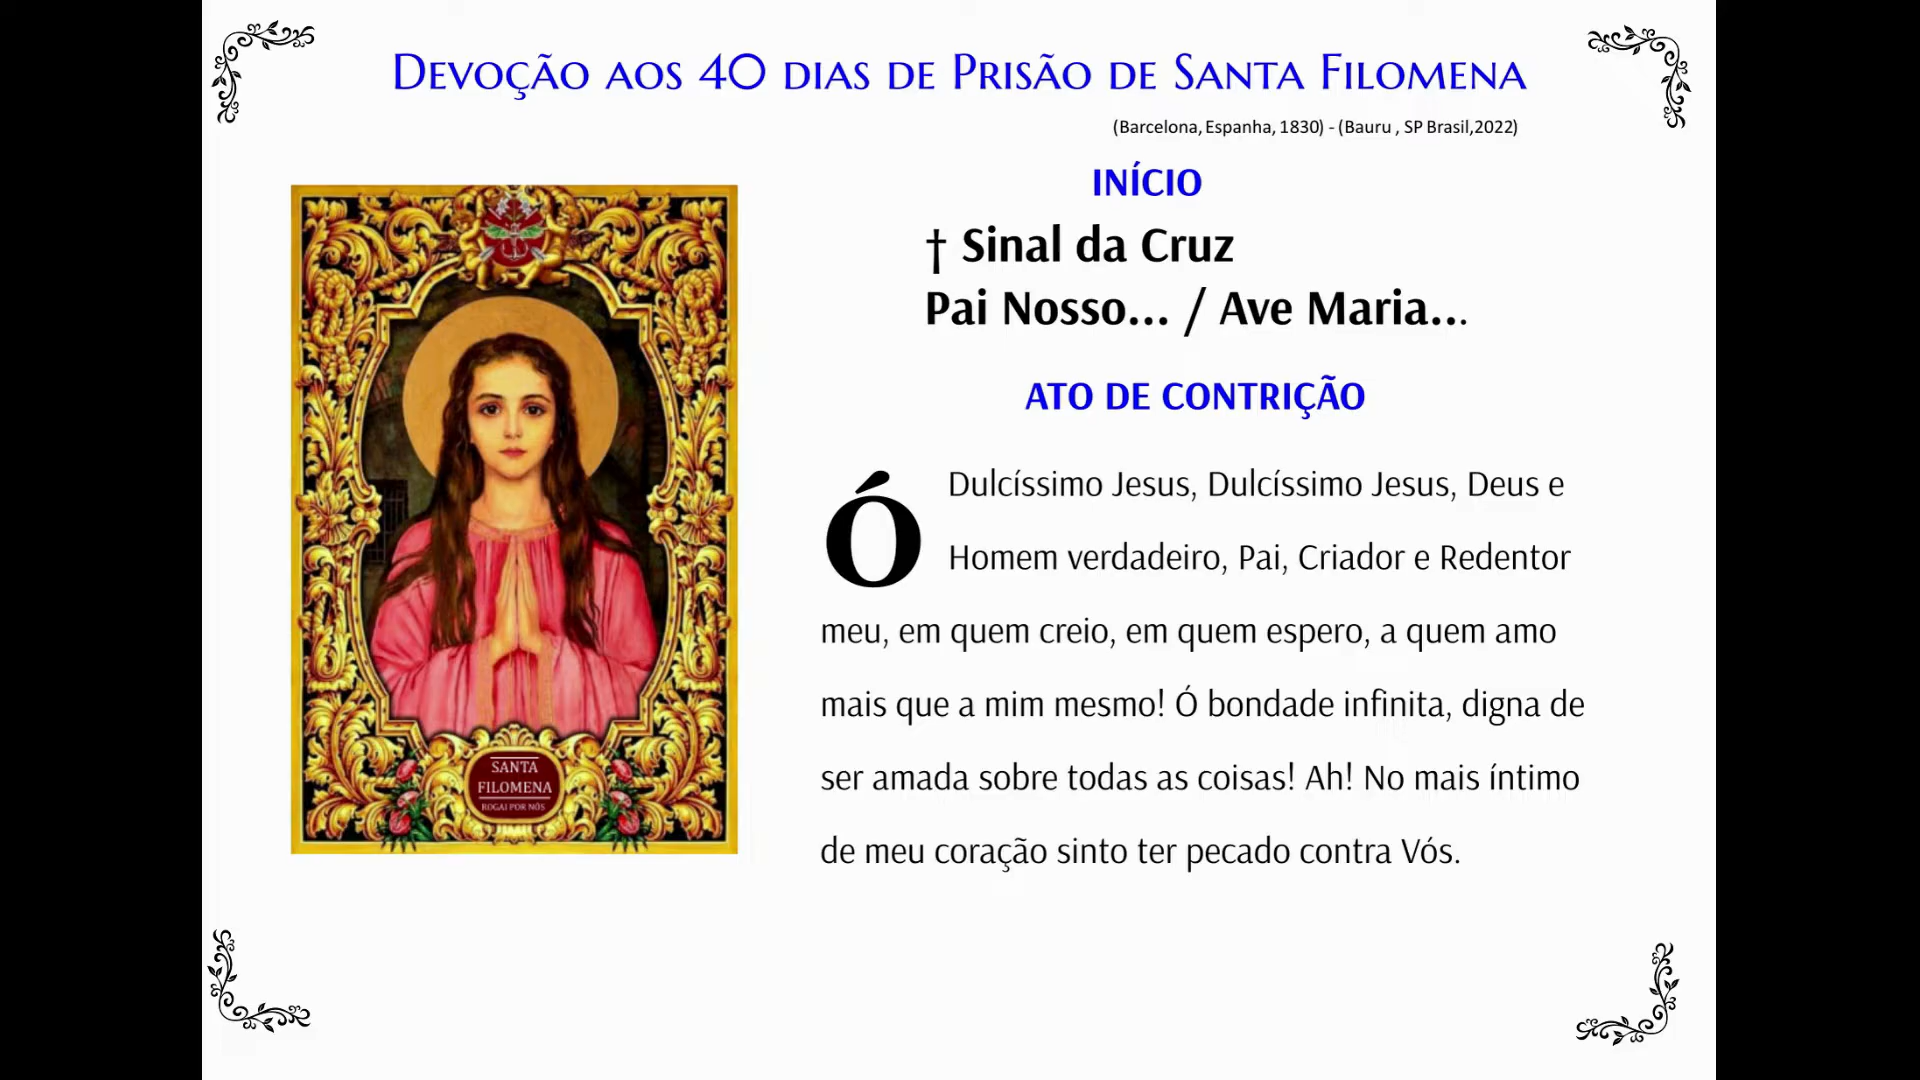 Devoção aos 40 dias de Prisão de Santa Filomena
(Barcelona, Espanha, 1830) - (Bauru , SP Brasil,2022)
INÍCIO
† Sinal da Cruz
Pai Nosso... / Ave Maria...
ATO DE CONTRIÇÃO
Ó Dulcíssimo Jesus, Dulcíssimo Jesus, Deus e
Homem verdadeiro, Pai, Criador e Redentor
meu, em quem creio, em quem espero, a quem amo
mais que a mim mesmo! Ó bondade infinita, digna de
ser amada sobre todas as coisas! Ah! No mais íntimo
de meu coração sinto ter pecado contra Vós.
SANTA
FILOMENA
ROGAI POR NÓS